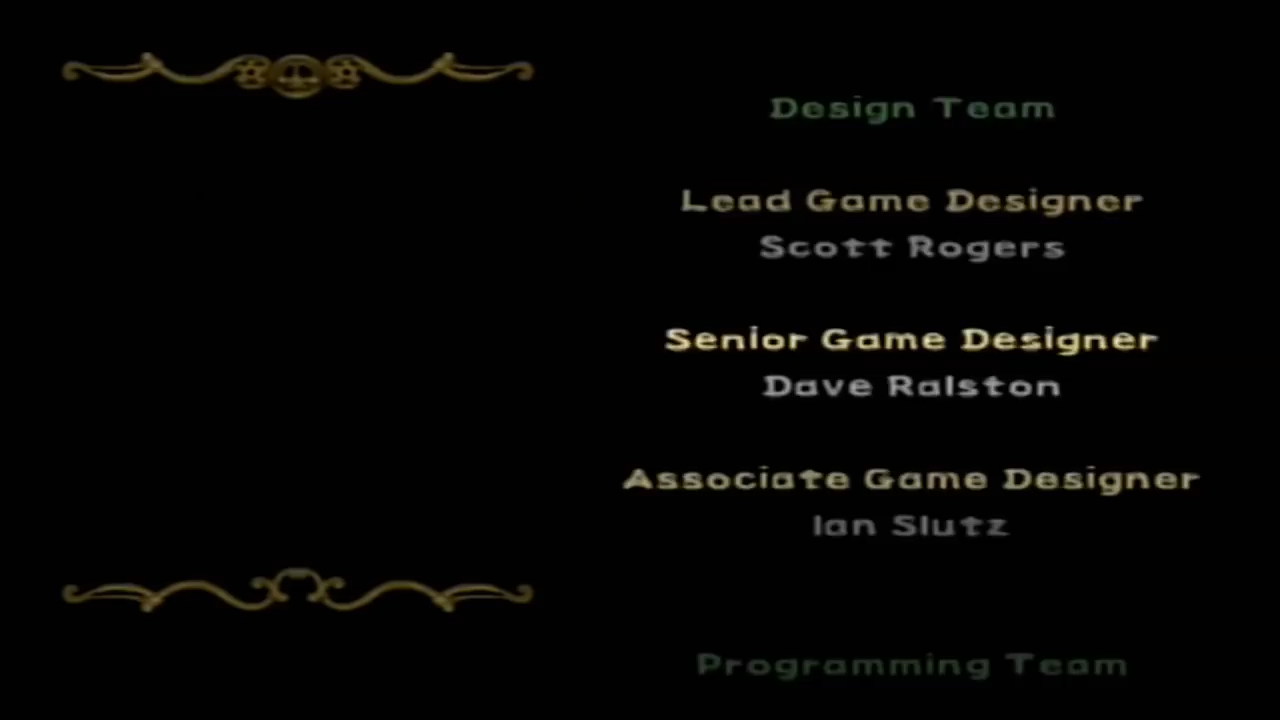 Design Team
Lead Game Designer
Scott Rogers
Senior Game Designer
Dave Ralston
Associate Game Designer
Ian Slutz
Programming Team